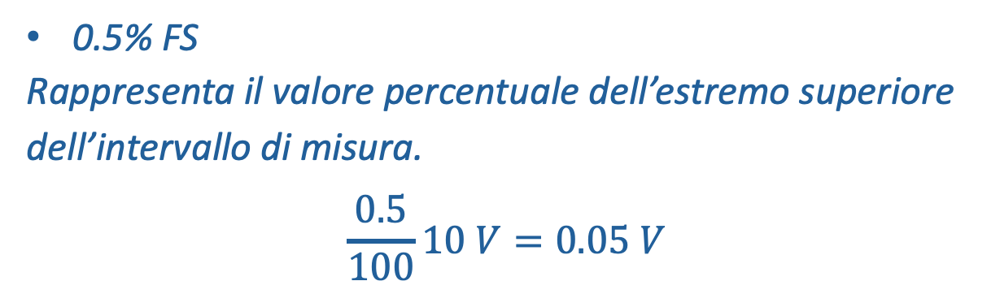 • 0.5% FS
Rappresenta il valore percentuale dell’estremo superiore
dell’intervallo di misura.
0.5/100 10 V = 0.05 V